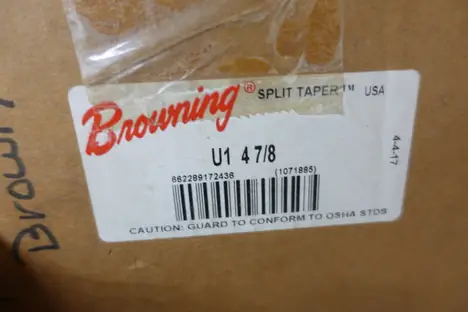 Browning® SPLIT TAPER™ USA
U1 4 7/8
662289172436 (1071885)
4-4-17
CAUTION: GUARD TO CONFORM TO OSHA STDS